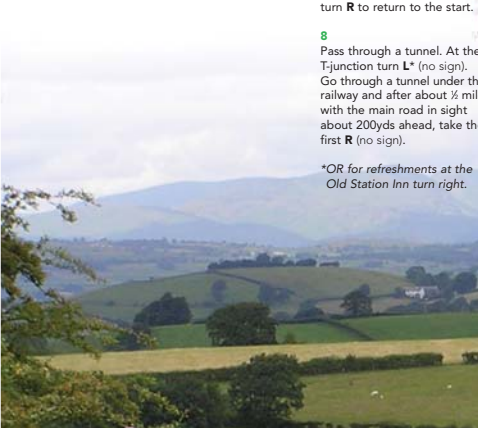 turn R to return to the start.
8
Pass through a tunnel. At the
T-junction turn L* (no sign).
Go through a tunnel under th
railway and after about ½ mil
with the main road in sight
about 200yds ahead, take th
first R (no sign).
*OR for refreshments at the
Old Station Inn turn right.